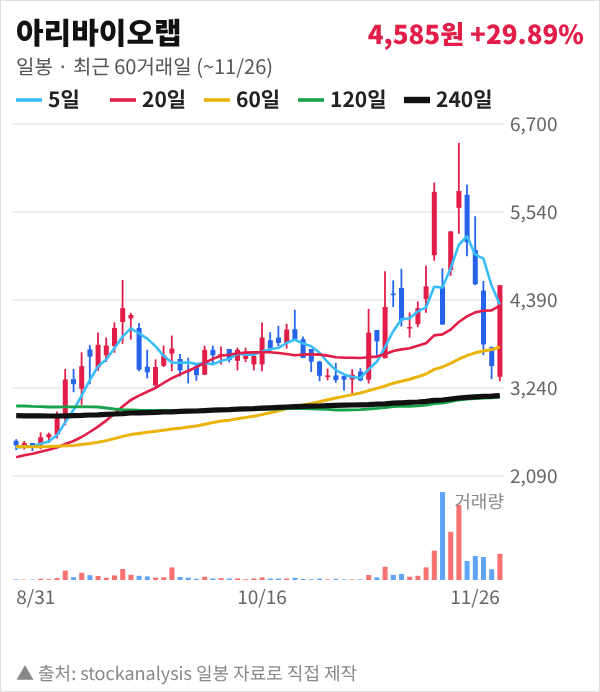 아리바이오랩 4,585원 +29.89%
일봉 · 최근 60거래일 (~11/26)
5일 20일 60일 120일 240일
6,700
5,540
4,390
3,240
2,090
거래량
8/31 10/16 11/26
▲ 출처: stockanalysis 일봉 자료로 직접 제작